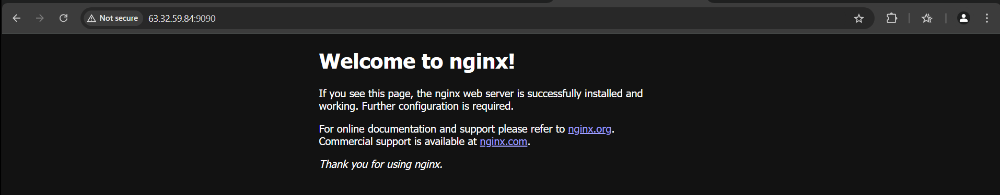 Not secure 63.32.59.84:9090
Welcome to nginx!
If you see this page, the nginx web server is successfully installed and
working. Further configuration is required.
For online documentation and support please refer to nginx.org.
Commercial support is available at nginx.com.
Thank you for using nginx.